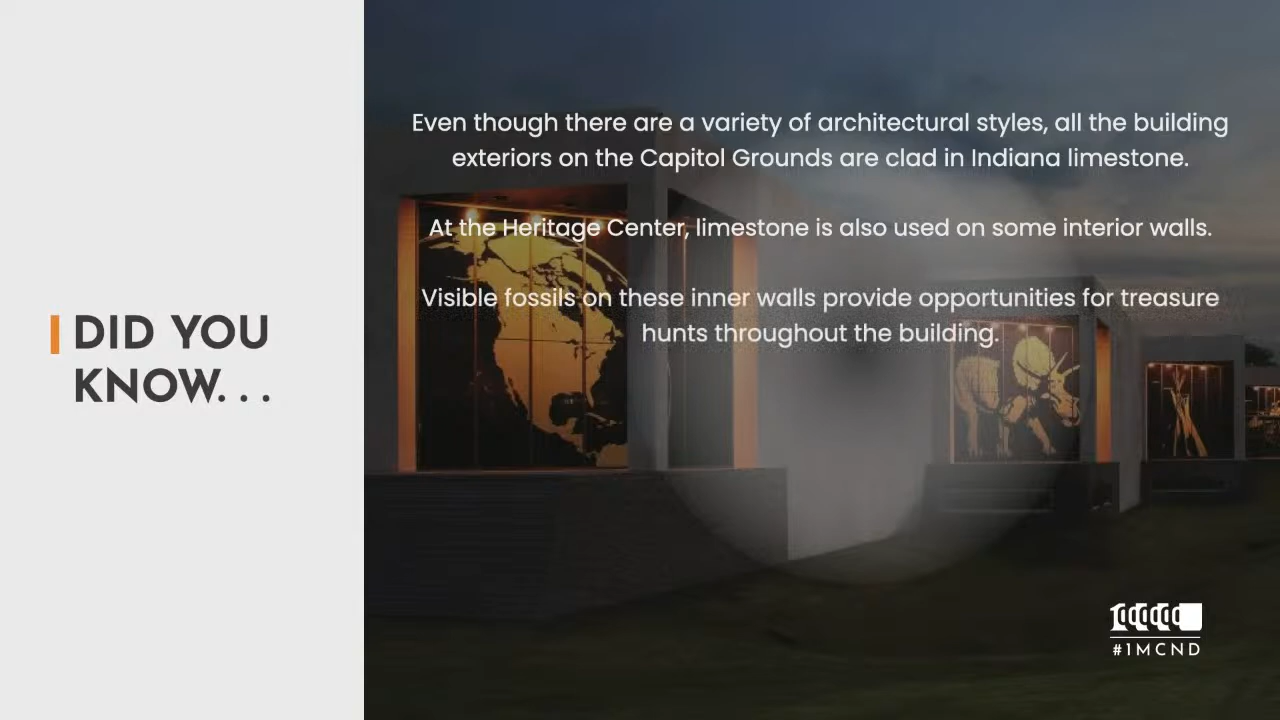 DID YOU
KNOW...
Even though there are a variety of architectural styles, all the building
exteriors on the Capitol Grounds are clad in Indiana limestone.
At the Heritage Center, limestone is also used on some interior walls.
Visible fossils on these inner walls provide opportunities for treasure
hunts throughout the building.
#1MCND